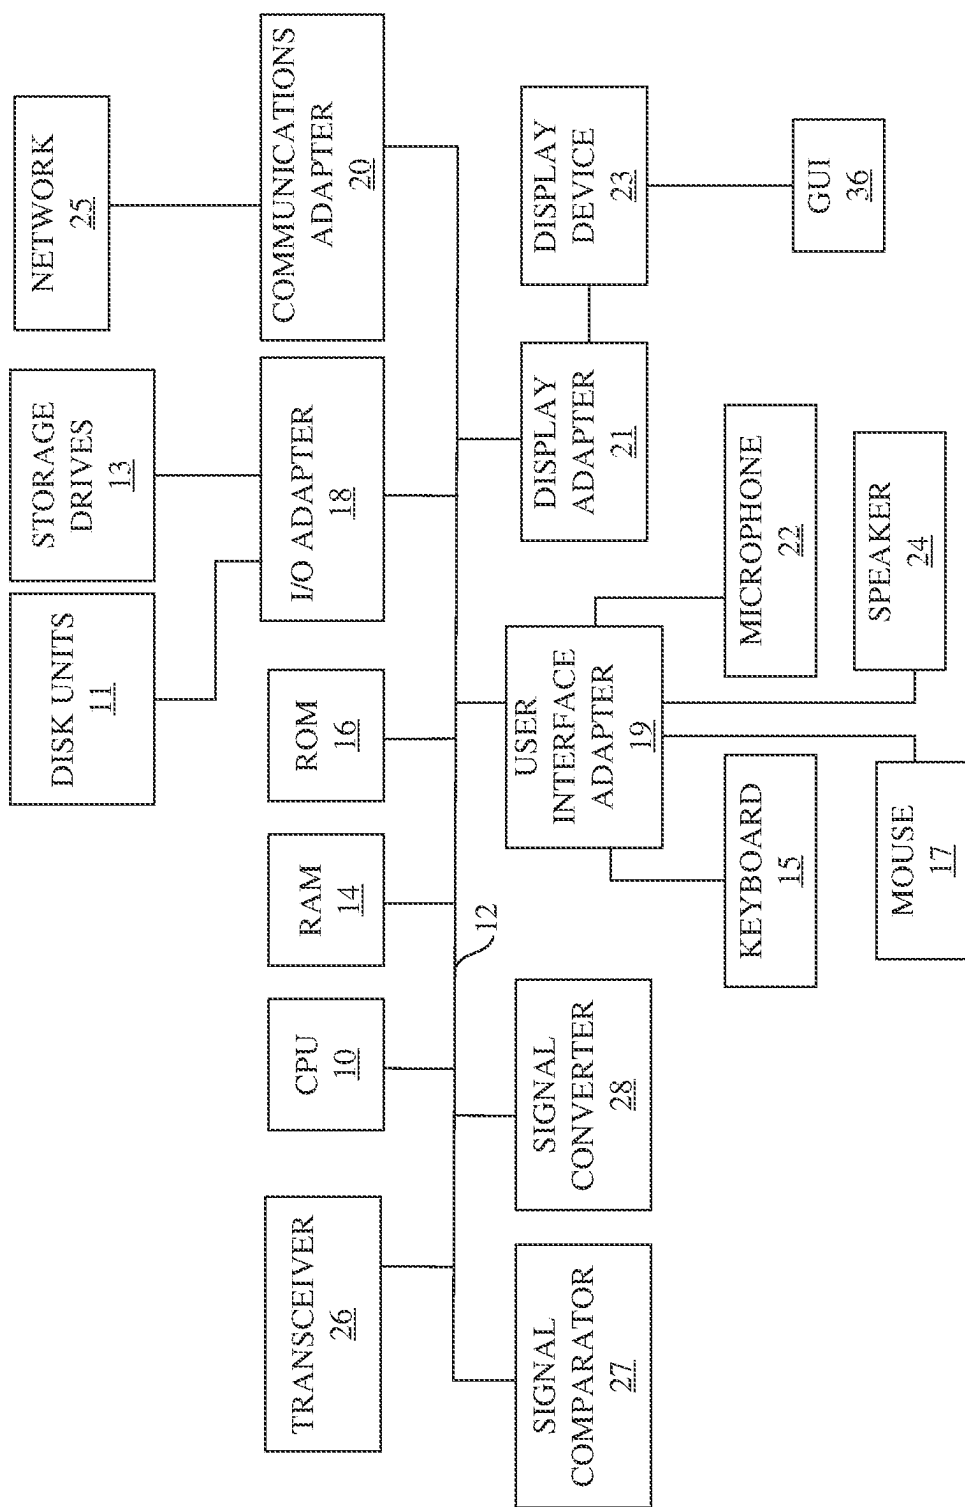 DISK UNITS
11
STORAGE
DRIVES
13
NETWORK
25
TRANSCEIVER
26
CPU
10
RAM
14
ROM
16
I/O ADAPTER
18
COMMUNICATIONS
ADAPTER
20
12
SIGNAL
COMPARATOR
27
SIGNAL
CONVERTER
28
USER
INTERFACE
ADAPTER
19
DISPLAY
ADAPTER
21
DISPLAY
DEVICE
23
KEYBOARD
15
MICROPHONE
22
GUI
36
MOUSE
17
SPEAKER
24